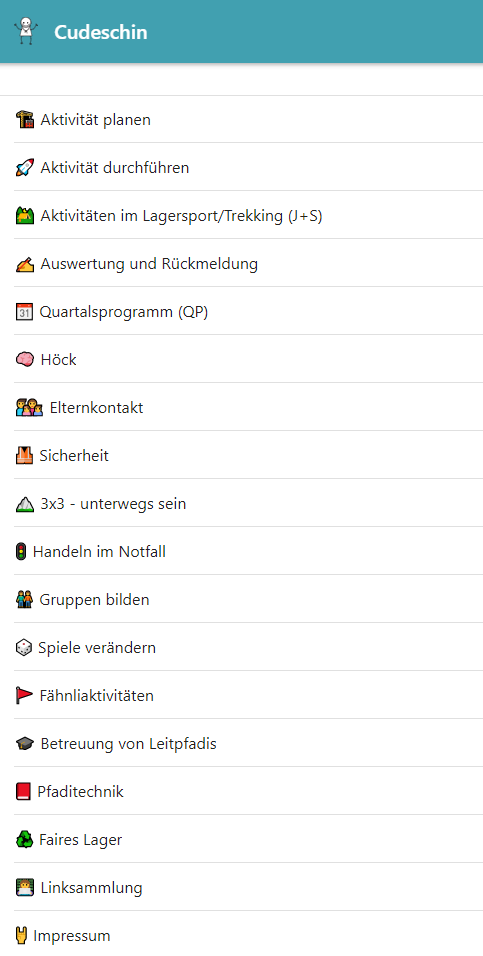 Cudeschin
Aktivität planen
Aktivität durchführen
Aktivitäten im Lagersport/Trekking (J+S)
Auswertung und Rückmeldung
31
Quartalsprogramm (QP)
Höck
Elternkontakt
Sicherheit
3x3 - unterwegs sein
Handeln im Notfall
Gruppen bilden
Spiele verändern
Fähnliaktivitäten
Betreuung von Leitpfadis
Pfaditechnik
Faires Lager
Linksammlung
Impressum